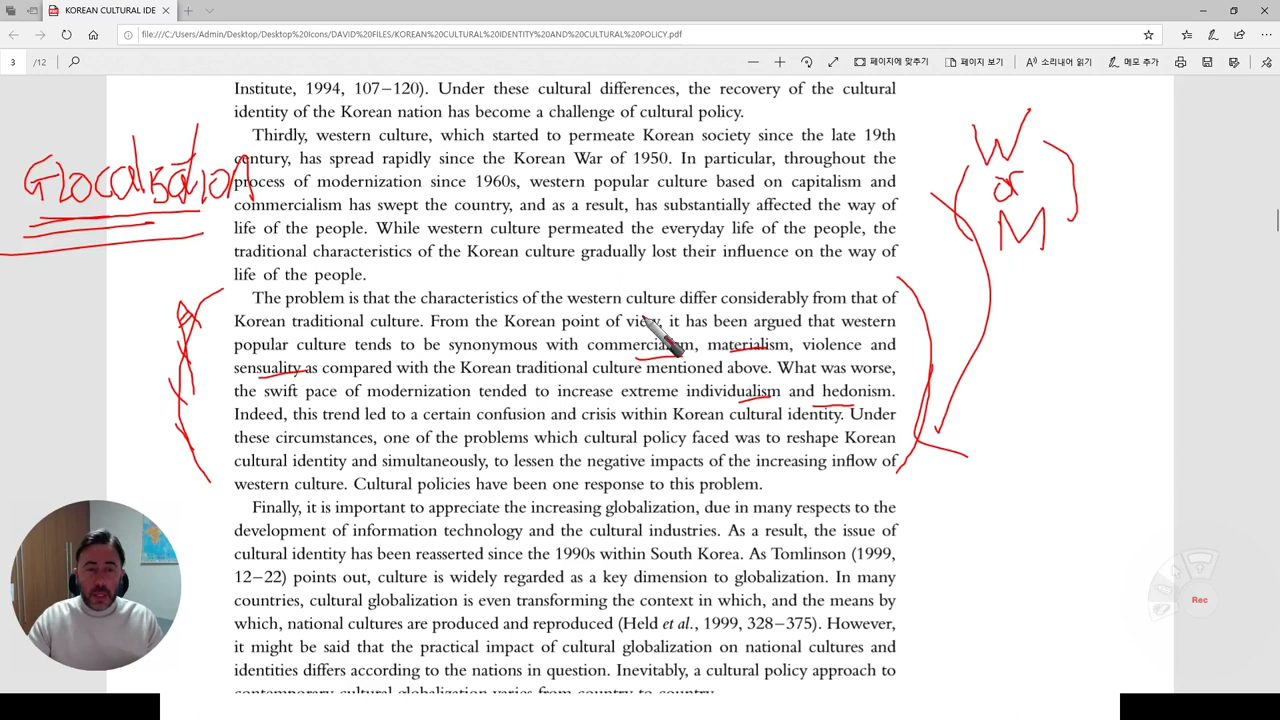 KOREAN CULTURAL IDE
file:///C:/Users/Admin/Desktop/Desktop%20Icons/DAVID%20FILES/KOREAN%20CULTURAL%20IDENTITY%20AND%20CULTURAL%20POLICY.pdf
3 /12
페이지에 맞추기
페이지 보기
소리내어 읽기
메모 추가
Institute, 1994, 107–120). Under these cultural differences, the recovery of the cultural
identity of the Korean nation has become a challenge of cultural policy.
Thirdly, western culture, which started to permeate Korean society since the late 19th
century, has spread rapidly since the Korean War of 1950. In particular, throughout the
process of modernization since 1960s, western popular culture based on capitalism and
commercialism has swept the country, and as a result, has substantially affected the way of
life of the people. While western culture permeated the everyday life of the people, the
traditional characteristics of the Korean culture gradually lost their influence on the way of
life of the people.
The problem is that the characteristics of the western culture differ considerably from that of
Korean traditional culture. From the Korean point of view, it has been argued that western
popular culture tends to be synonymous with commercialism, materialism, violence and
sensuality as compared with the Korean traditional culture mentioned above. What was worse,
the swift pace of modernization tended to increase extreme individualism and hedonism.
Indeed, this trend led to a certain confusion and crisis within Korean cultural identity. Under
these circumstances, one of the problems which cultural policy faced was to reshape Korean
cultural identity and simultaneously, to lessen the negative impacts of the increasing inflow of
western culture. Cultural policies have been one response to this problem.
Finally, it is important to appreciate the increasing globalization, due in many respects to the
development of information technology and the cultural industries. As a result, the issue of
cultural identity has been reasserted since the 1990s within South Korea. As Tomlinson (1999,
12–22) points out, culture is widely regarded as a key dimension to globalization. In many
countries, cultural globalization is even transforming the context in which, and the means by
which, national cultures are produced and reproduced (Held et al., 1999, 328–375). However,
it might be said that the practical impact of cultural globalization on national cultures and
identities differs according to the nations in question. Inevitably, a cultural policy approach to
contemporary cultural globalization varies from country to country.
Glocalisation
W
or
M
Rec